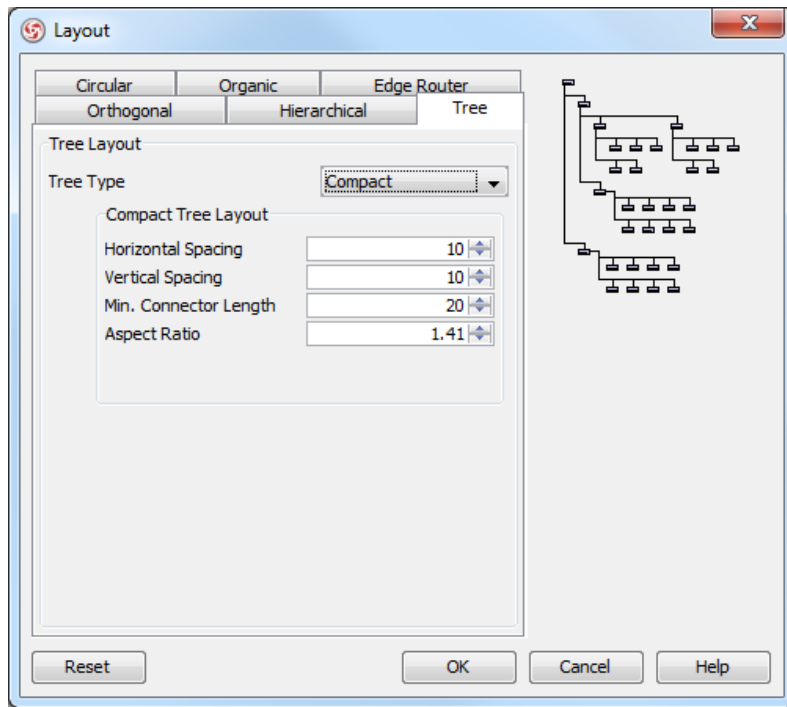 Layout
Circular Organic Edge Router
Orthogonal Hierarchical Tree
Tree Layout
Tree Type Compact
Compact Tree Layout
Horizontal Spacing 10
Vertical Spacing 10
Min. Connector Length 20
Aspect Ratio 1.41
Reset OK Cancel Help